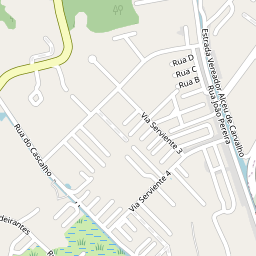 Rua D
Rua C
Rua B
Estrada Vereador Alceu de Carvalho
Rua João Pereira
Via Serviente 3
Rua do Cascalho
Via Serviente 4
deirantes